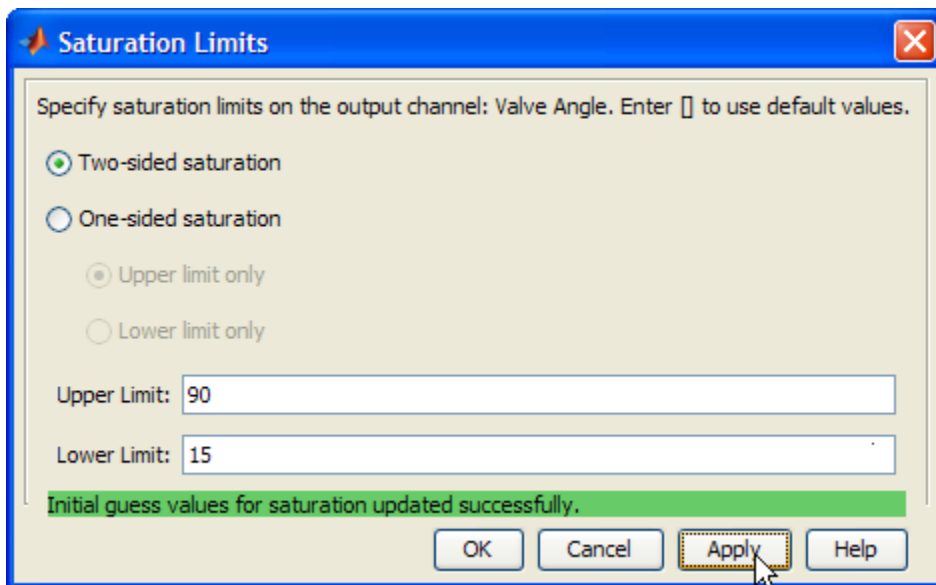 Saturation Limits
Specify saturation limits on the output channel: Valve Angle. Enter [] to use default values.
Two-sided saturation
One-sided saturation
Upper limit only
Lower limit only
Upper Limit: 90
Lower Limit: 15
Initial guess values for saturation updated successfully.
OK Cancel Apply Help